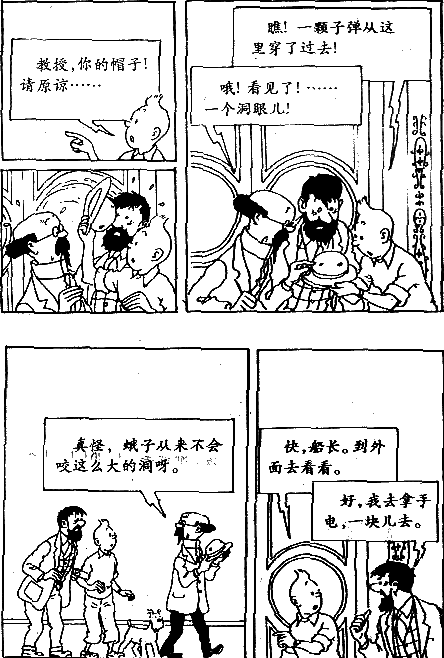 教授，你的帽子！
请原谅……
瞧！一颗子弹从这
里穿了过去！
哦！看见了！……
一个洞眼儿！
真怪，蛾子从来不会
咬这么大的洞呀。
快，船长。到外
面去看看。
好，我去拿手
电，一块儿去。